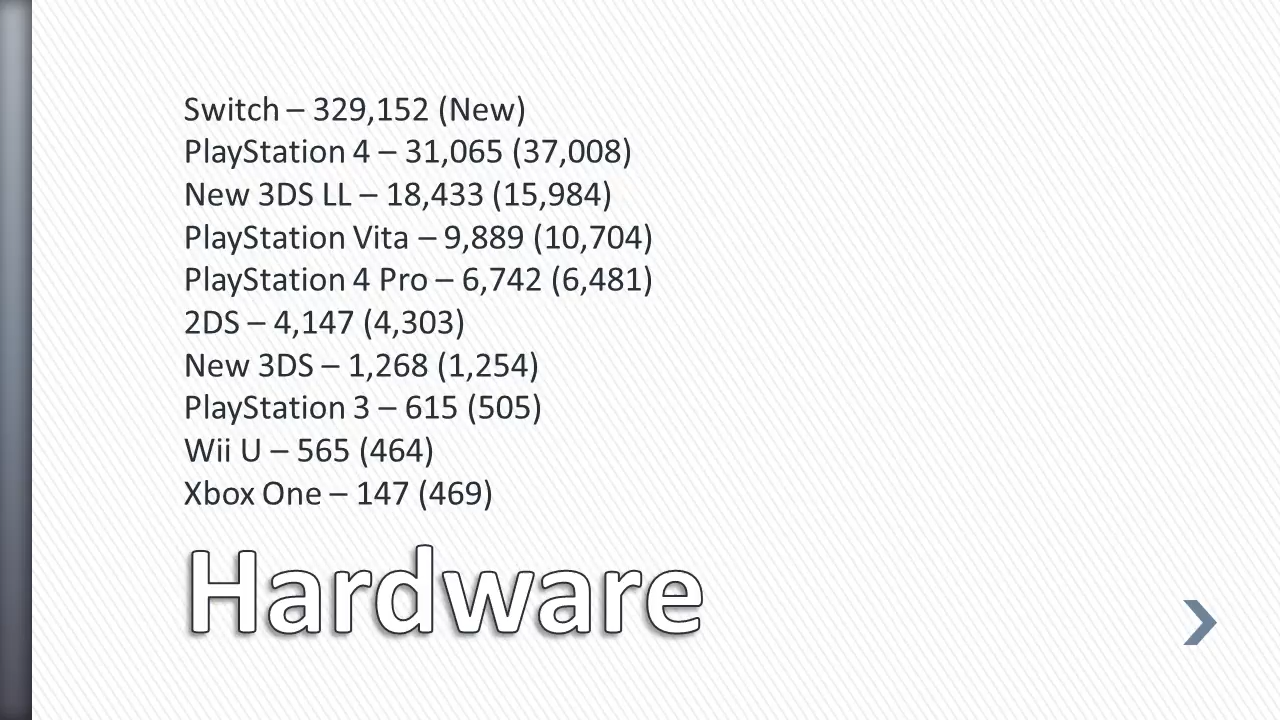 Switch – 329,152 (New)
PlayStation 4 – 31,065 (37,008)
New 3DS LL – 18,433 (15,984)
PlayStation Vita – 9,889 (10,704)
PlayStation 4 Pro – 6,742 (6,481)
2DS – 4,147 (4,303)
New 3DS – 1,268 (1,254)
PlayStation 3 – 615 (505)
Wii U – 565 (464)
Xbox One – 147 (469)
Hardware